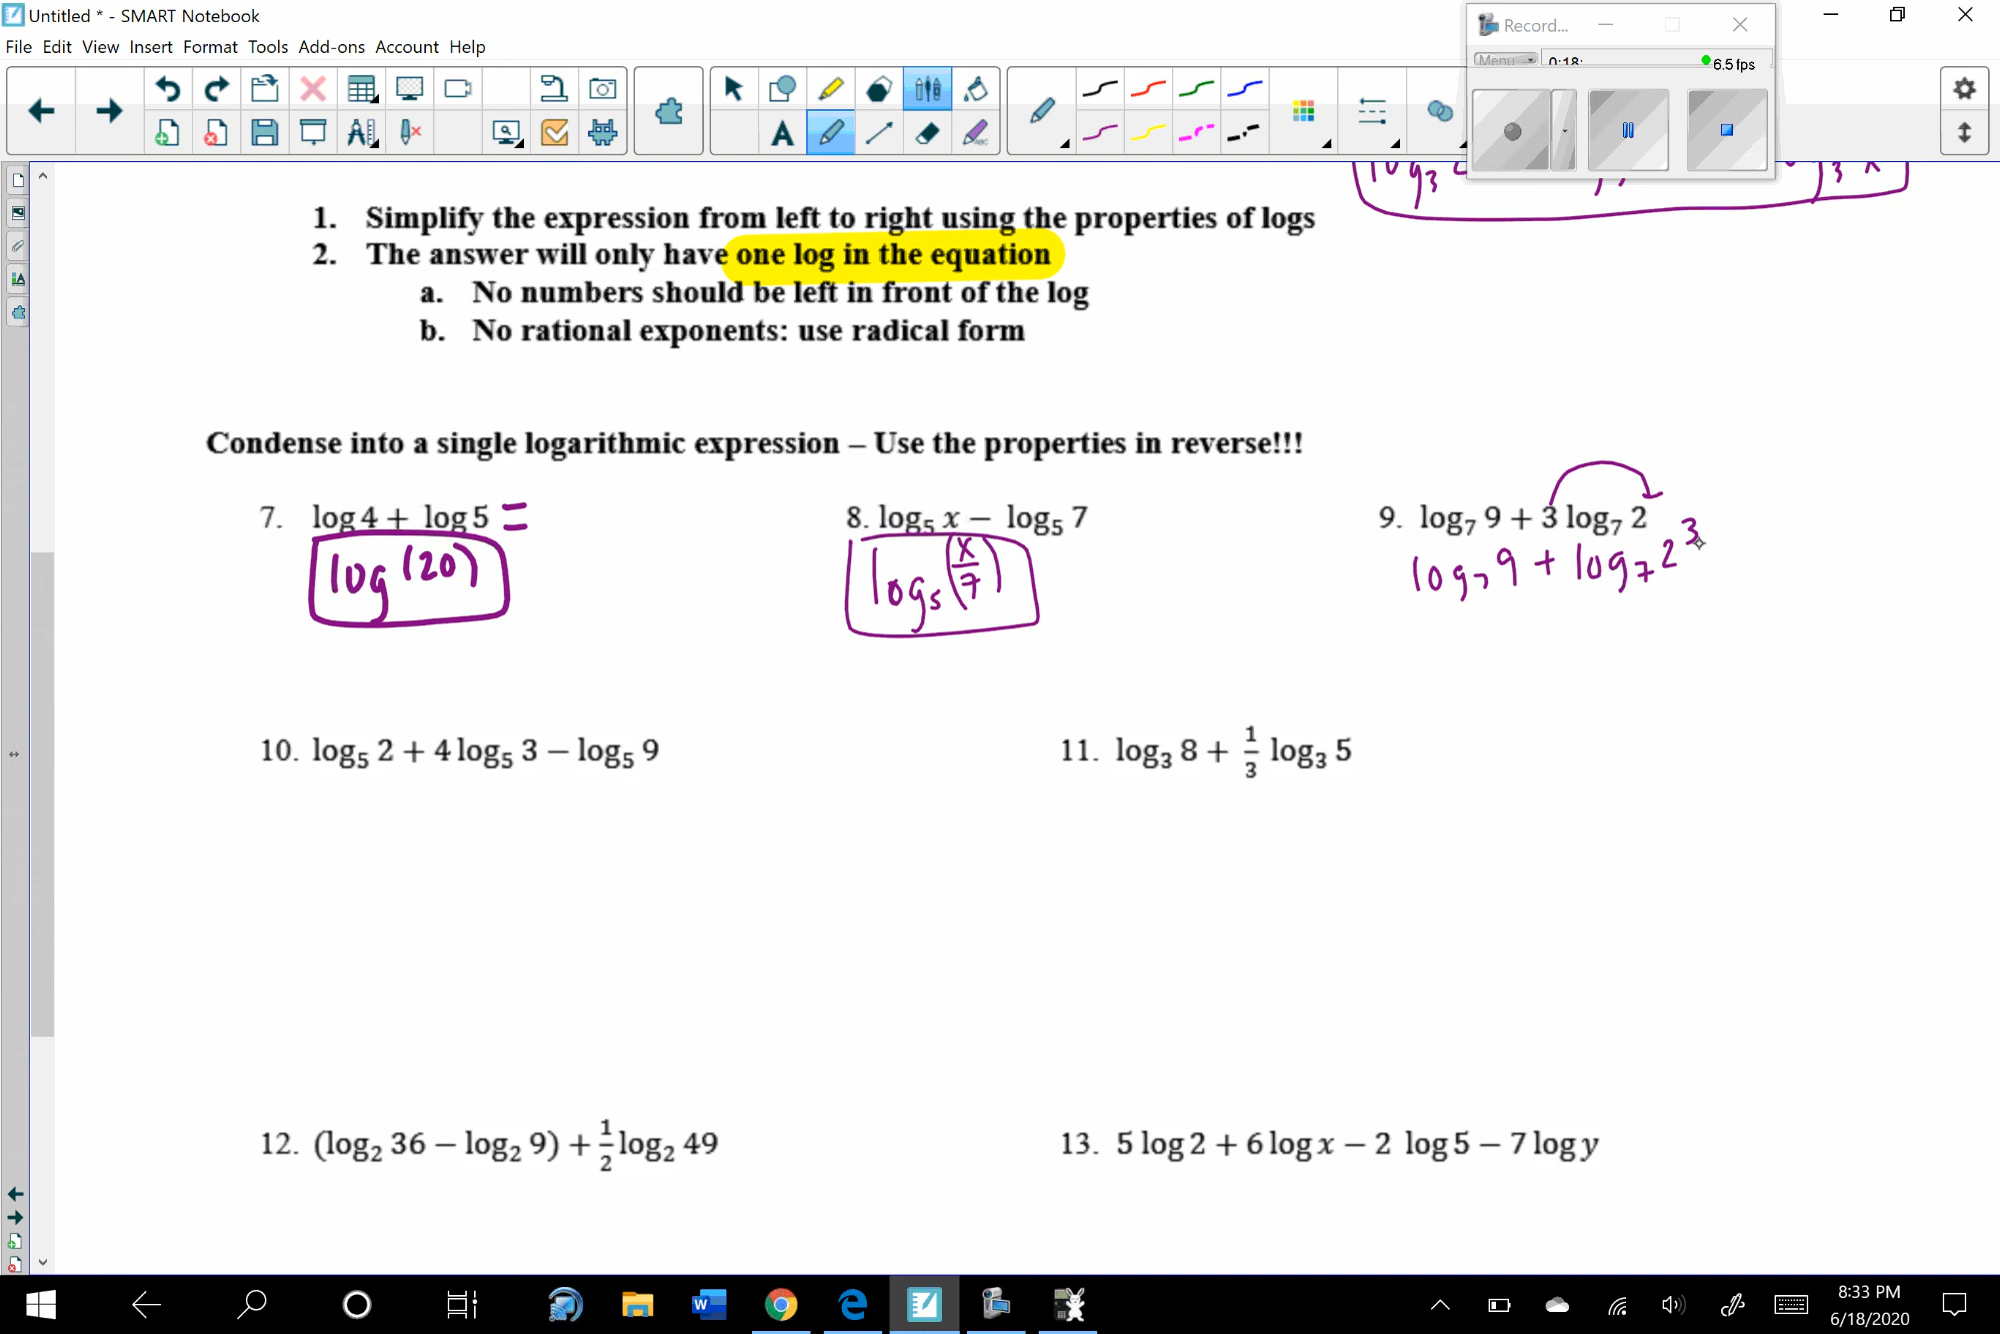 Untitled * - SMART Notebook
File Edit View Insert Format Tools Add-ons Account Help
Record...
Menu 0:18: 6.5 fps
1. Simplify the expression from left to right using the properties of logs
2. The answer will only have one log in the equation
a. No numbers should be left in front of the log
b. No rational exponents: use radical form
Condense into a single logarithmic expression – Use the properties in reverse!!!
7. log 4 + log 5 =
log (20)
8. log₅ x − log₅ 7
log₅ (x/7)
9. log₇ 9 + 3 log₇ 2
log₇ 9 + log₇ 2³
10. log₅ 2 + 4 log₅ 3 − log₅ 9
11. log₃ 8 + 1/3 log₃ 5
12. (log₂ 36 − log₂ 9) + 1/2 log₂ 49
13. 5 log 2 + 6 log x − 2 log 5 − 7 log y
8:33 PM
6/18/2020